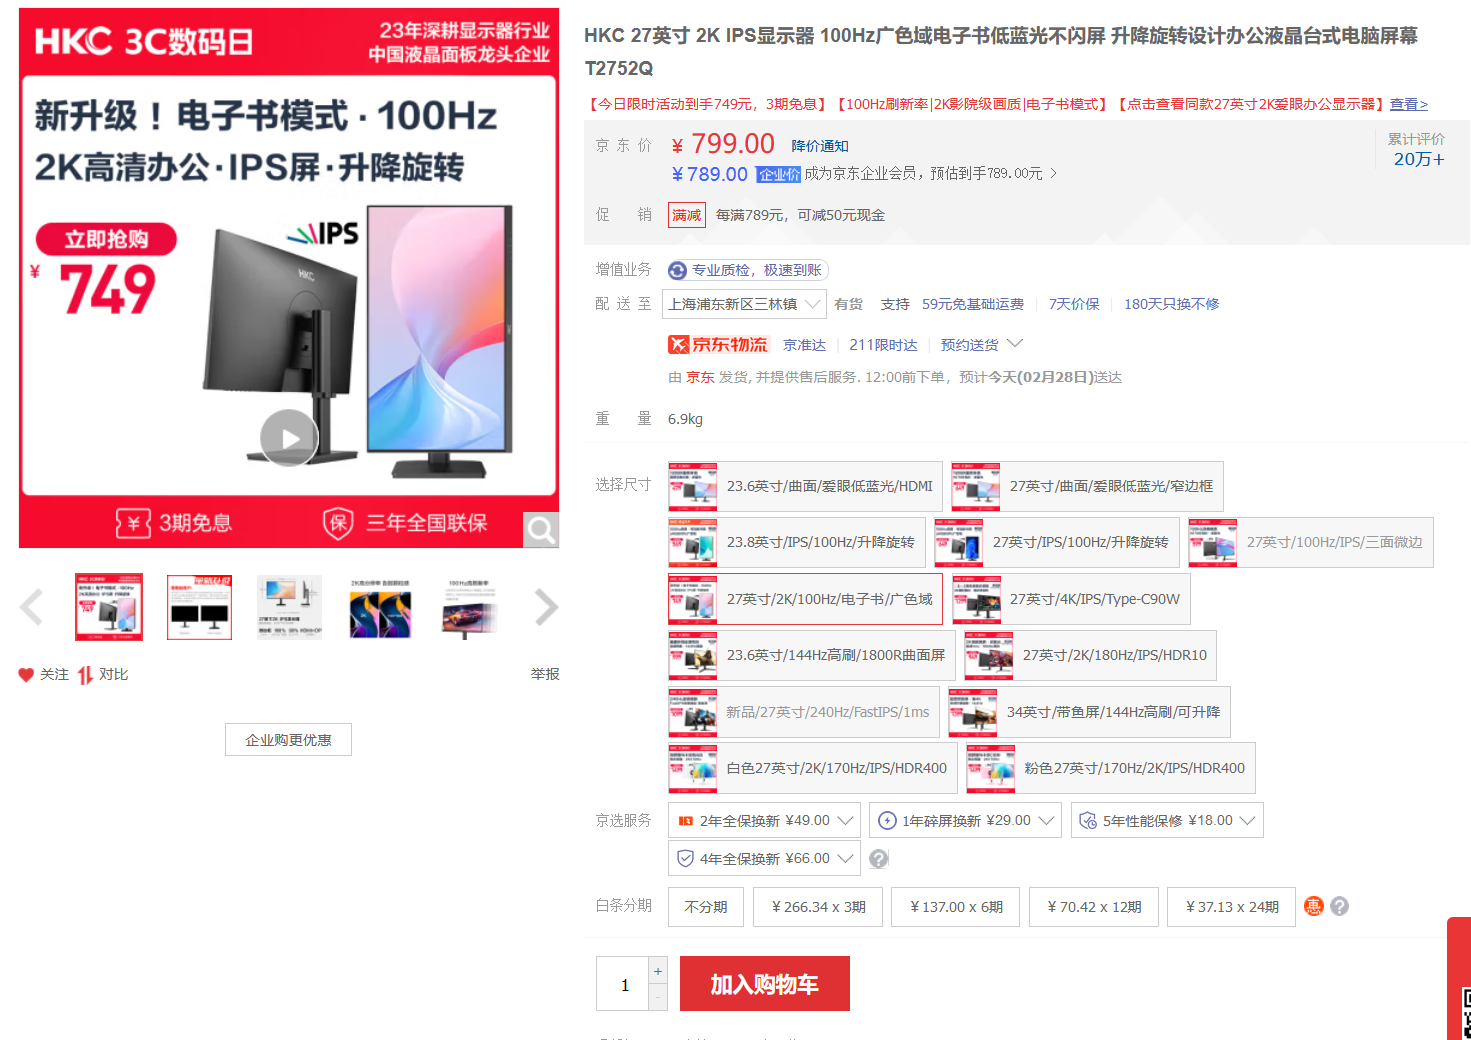 HKC 3C数码日
23年深耕显示器行业
中国液晶面板龙头企业
新升级！电子书模式·100Hz
2K高清办公·IPS屏·升降旋转
立即抢购
¥ 749
IPS
HKC
¥ 3期免息
保 三年全国联保
关注 对比
举报
企业购更优惠
HKC 27英寸 2K IPS显示器 100Hz广色域电子书低蓝光不闪屏 升降旋转设计办公液晶台式电脑屏幕
T2752Q
【今日限时活动到手749元，3期免息】【100Hz刷新率|2K影院级画质|电子书模式】【点击查看同款27英寸2K爱眼办公显示器】查看>
京东价 ¥ 799.00 降价通知
累计评价
20万+
¥ 789.00 企业价 成为京东企业会员，预估到手789.00元 >
促销 满减 每满789元，可减50元现金
增值业务 专业质检，极速到账
配送至 上海浦东新区三林镇 有货 支持 59元免基础运费 7天价保 180天只换不修
京东物流 京准达 211限时达 预约送货
由 京东 发货, 并提供售后服务. 12:00前下单，预计今天(02月28日)送达
重量 6.9kg
选择尺寸 23.6英寸/曲面/爱眼低蓝光/HDMI 27英寸/曲面/爱眼低蓝光/窄边框
23.8英寸/IPS/100Hz/升降旋转 27英寸/IPS/100Hz/升降旋转 27英寸/100Hz/IPS/三面微边
27英寸/2K/100Hz/电子书/广色域 27英寸/4K/IPS/Type-C90W
23.6英寸/144Hz高刷/1800R曲面屏 27英寸/2K/180Hz/IPS/HDR10
新品/27英寸/240Hz/FastIPS/1ms 34英寸/带鱼屏/144Hz高刷/可升降
白色27英寸/2K/170Hz/IPS/HDR400 粉色27英寸/170Hz/2K/IPS/HDR400
京选服务 2年全保换新 ¥49.00 1年碎屏换新 ¥29.00 5年性能保修 ¥18.00
4年全保换新 ¥66.00 ?
白条分期 不分期 ¥ 266.34 x 3期 ¥ 137.00 x 6期 ¥ 70.42 x 12期 ¥ 37.13 x 24期 惠 ?
1 + - 加入购物车